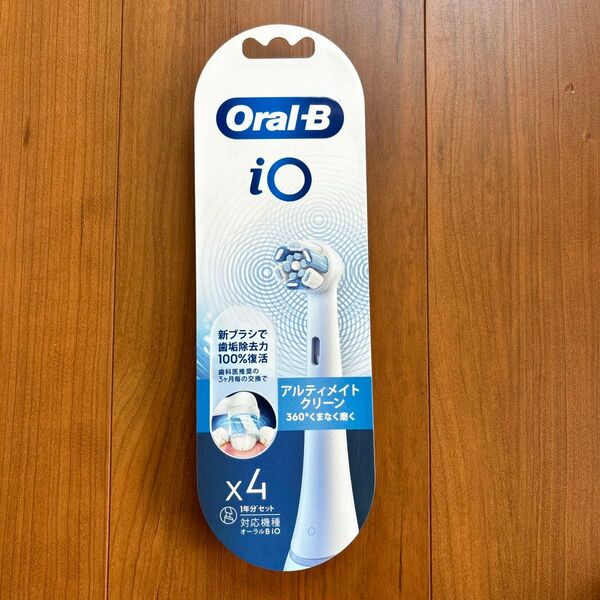 Oral-B
iO
新ブラシで
歯垢除去力
100%復活
歯科医推奨の
3ヶ月毎の交換で
アルティメイト
クリーン
360°くまなく磨く
x4
1年分*セット
対応機種
オーラルB iO